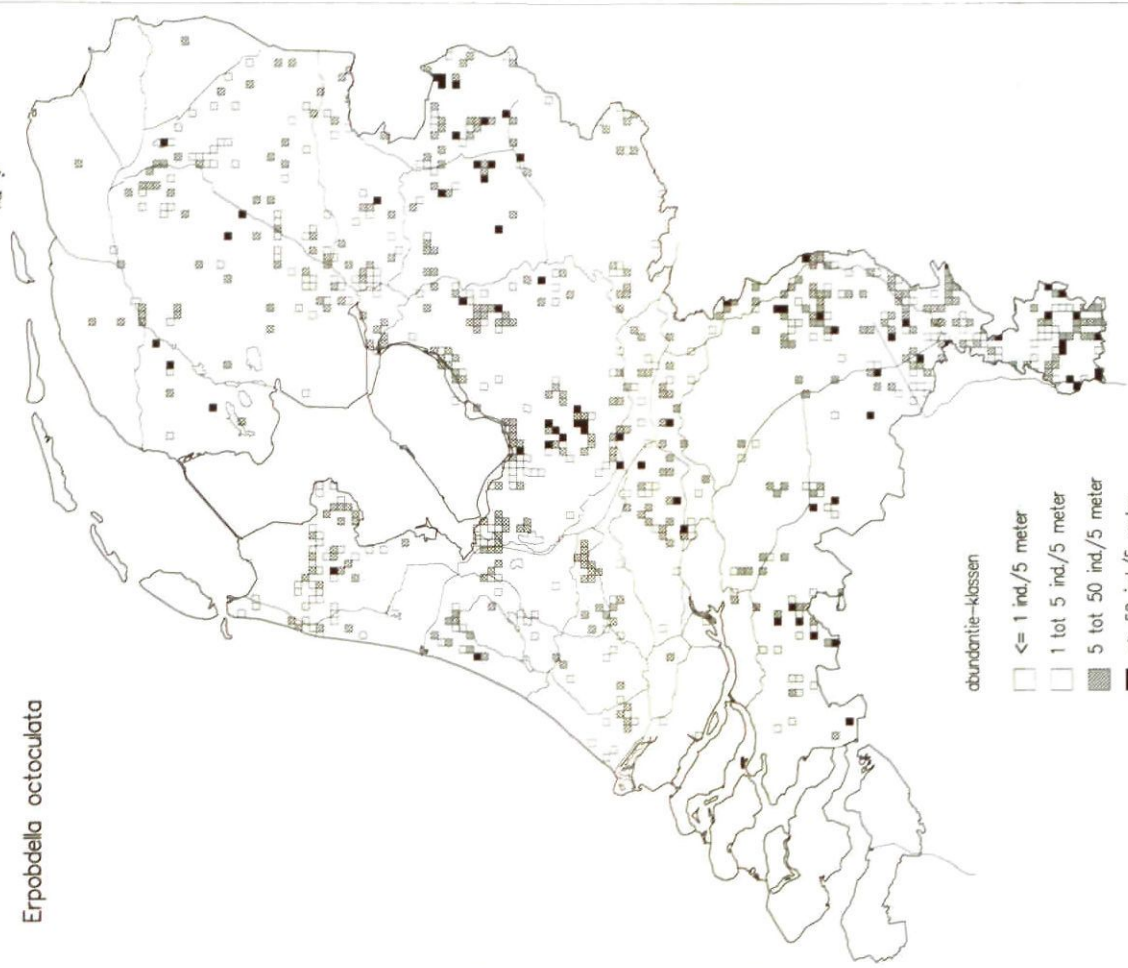 Erpobdella octoculata
abundantie-klassen
<= 1 ind./5 meter
1 tot 5 ind./5 meter
5 tot 50 ind./5 meter